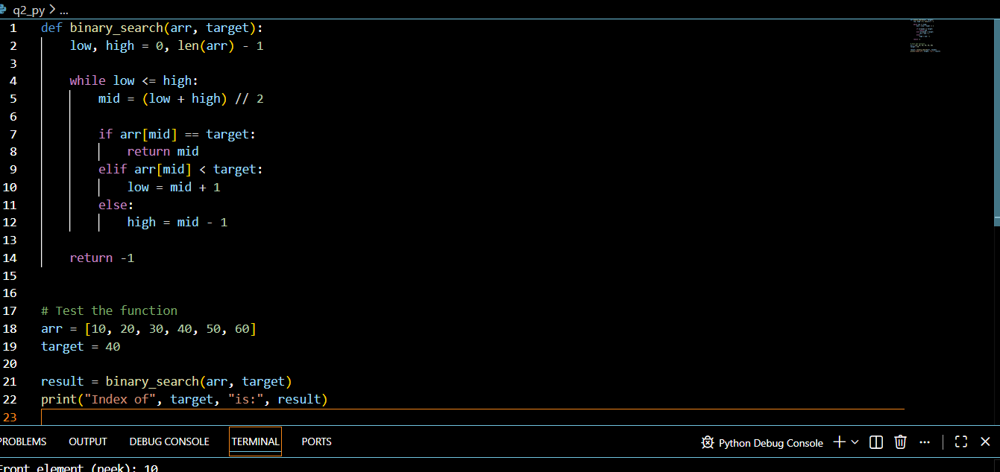 q2_py > ...
1 def binary_search(arr, target):
2     low, high = 0, len(arr) - 1
3
4     while low <= high:
5         mid = (low + high) // 2
6
7         if arr[mid] == target:
8             return mid
9         elif arr[mid] < target:
10             low = mid + 1
11         else:
12             high = mid - 1
13
14     return -1
15
16
17 # Test the function
18 arr = [10, 20, 30, 40, 50, 60]
19 target = 40
20
21 result = binary_search(arr, target)
22 print("Index of", target, "is:", result)
23
PROBLEMS OUTPUT DEBUG CONSOLE TERMINAL PORTS Python Debug Console
Front element (peek): 10